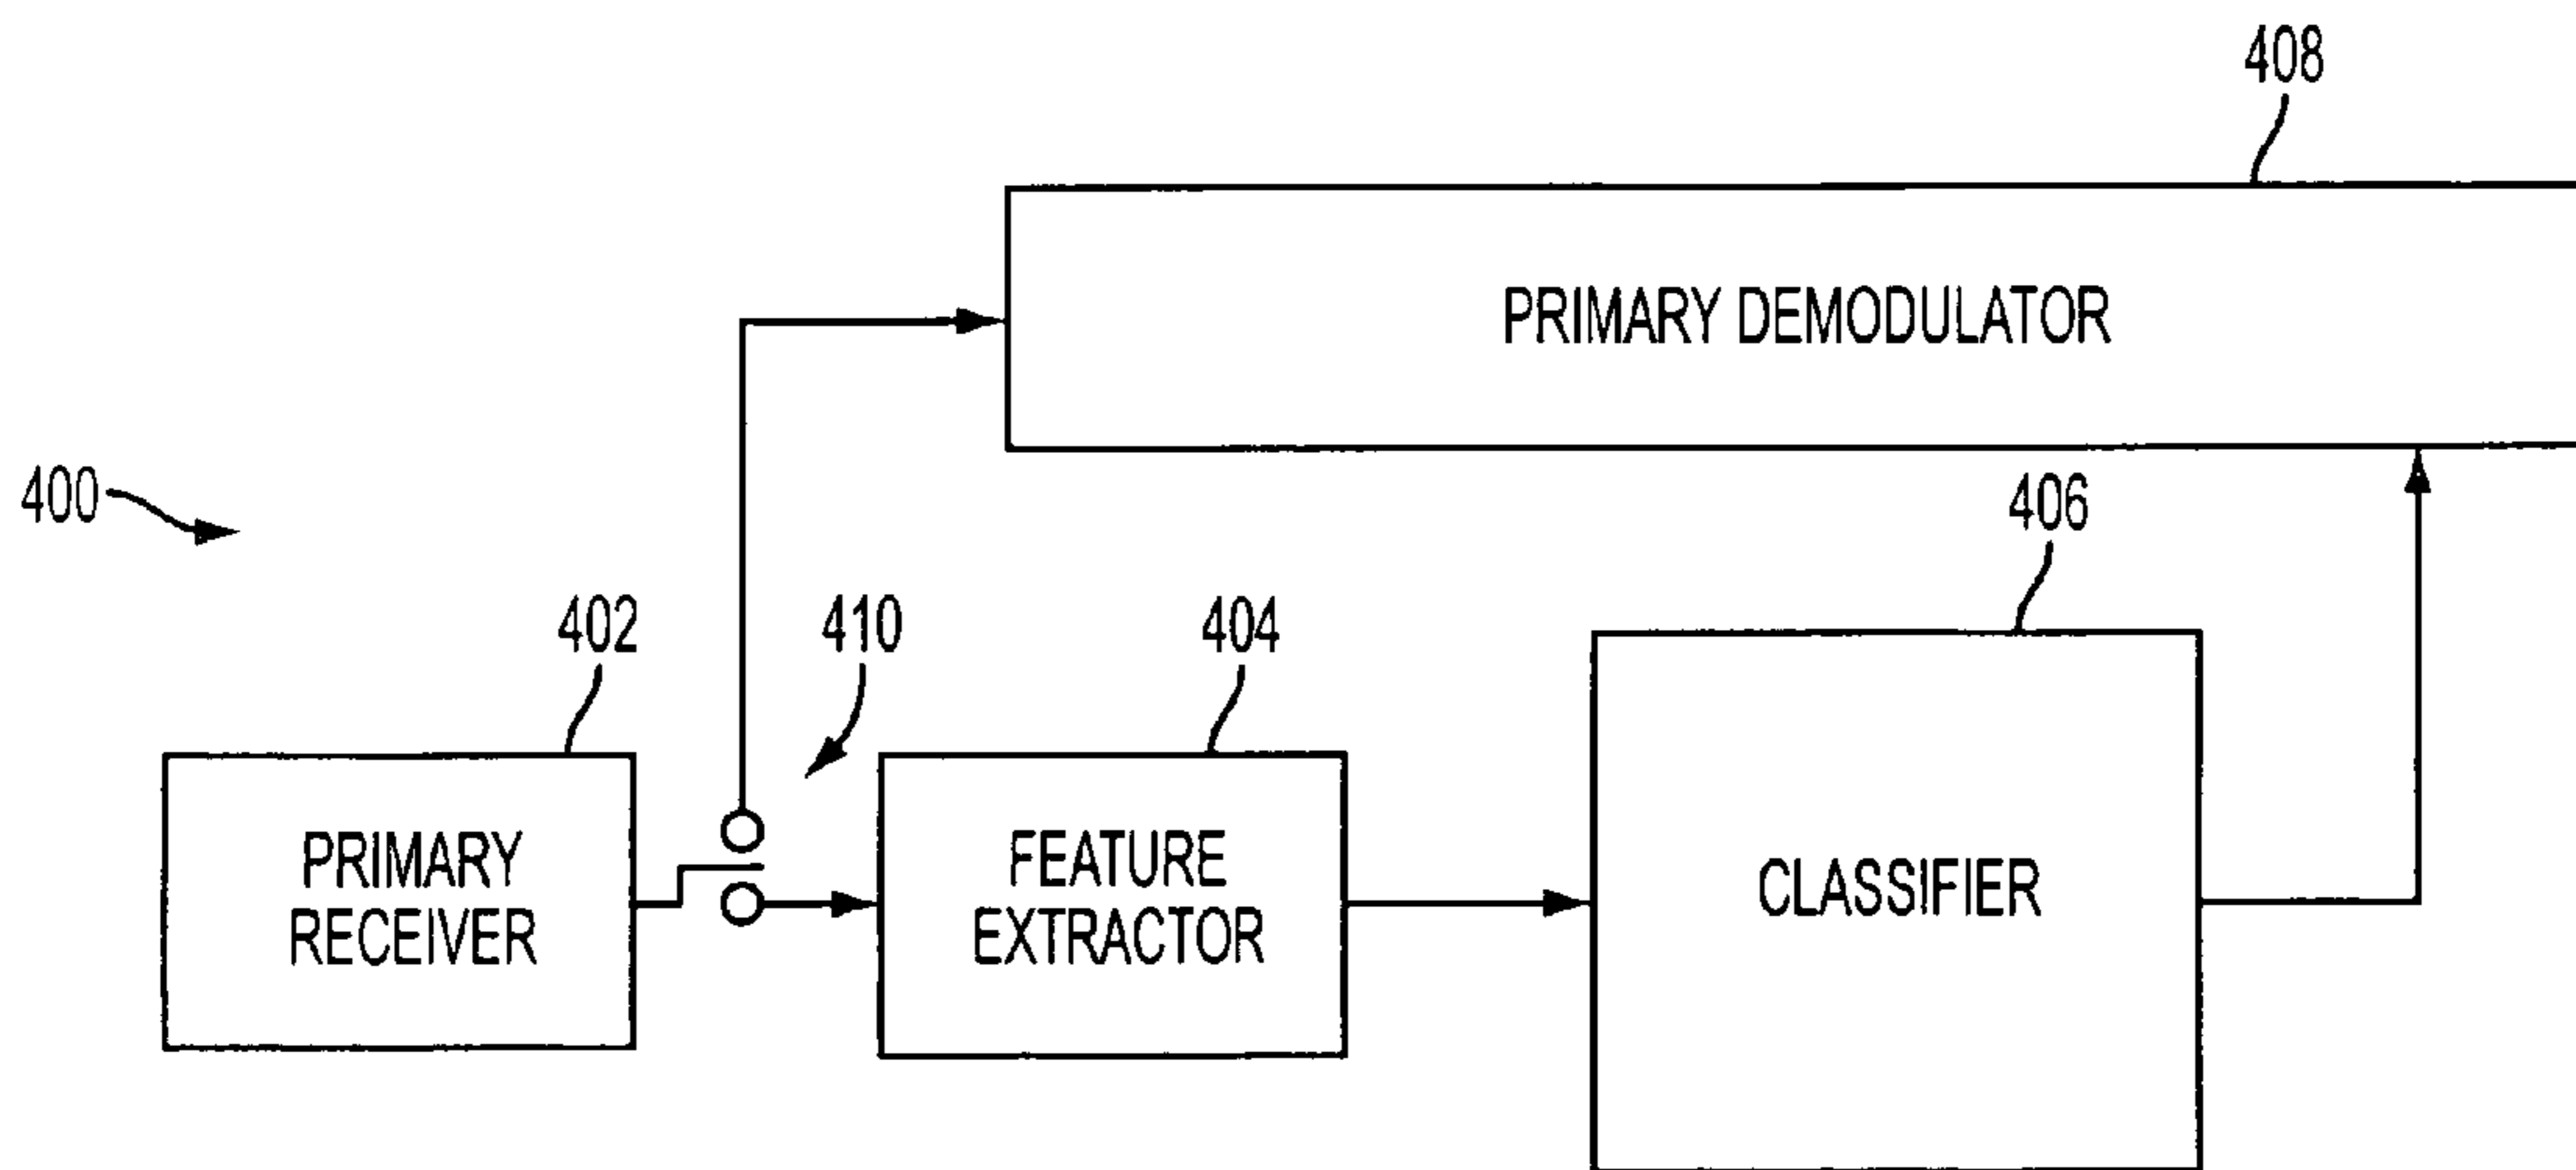 408
PRIMARY DEMODULATOR
400
406
402
410
404
PRIMARY
RECEIVER
FEATURE
EXTRACTOR
CLASSIFIER